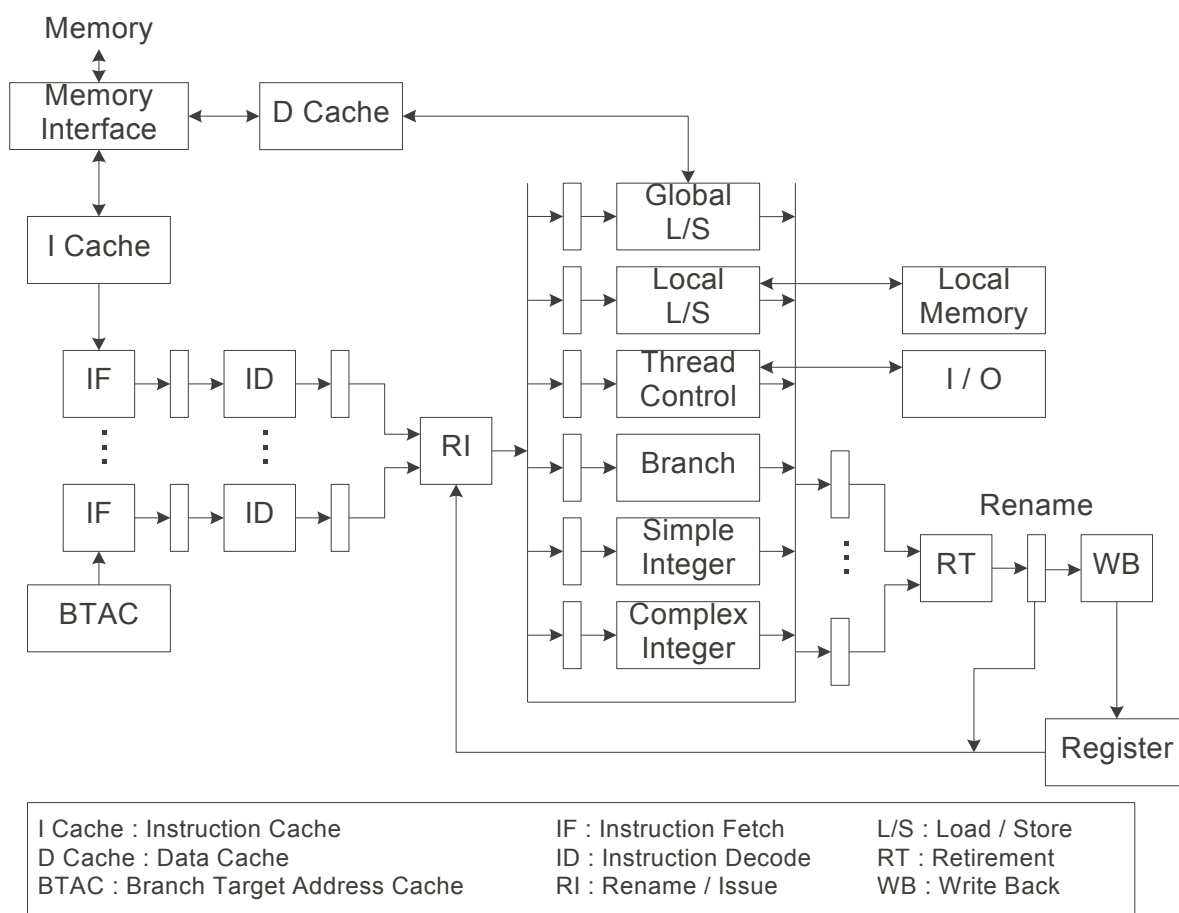 Memory
Memory
Interface
D Cache
I Cache
Global
L/S
Local
L/S
Local
Memory
Thread
Control
I / O
IF
ID
RI
Branch
IF
ID
Simple
Integer
Rename
RT
WB
BTAC
Complex
Integer
Register
I Cache : Instruction Cache
D Cache : Data Cache
BTAC : Branch Target Address Cache
IF : Instruction Fetch
ID : Instruction Decode
RI : Rename / Issue
L/S : Load / Store
RT : Retirement
WB : Write Back